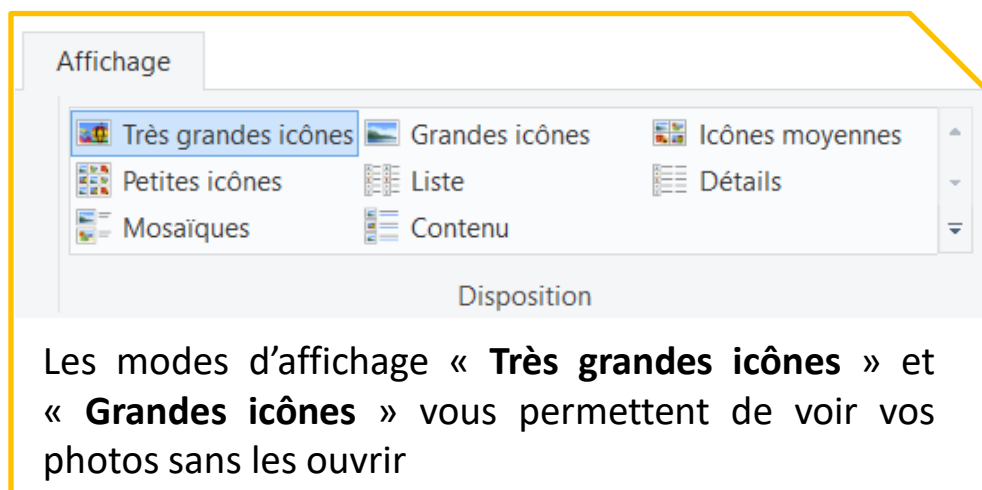 Affichage
Très grandes icônes Grandes icônes Icônes moyennes
Petites icônes Liste Détails
Mosaïques Contenu
Disposition
Les modes d’affichage « Très grandes icônes » et
« Grandes icônes » vous permettent de voir vos
photos sans les ouvrir